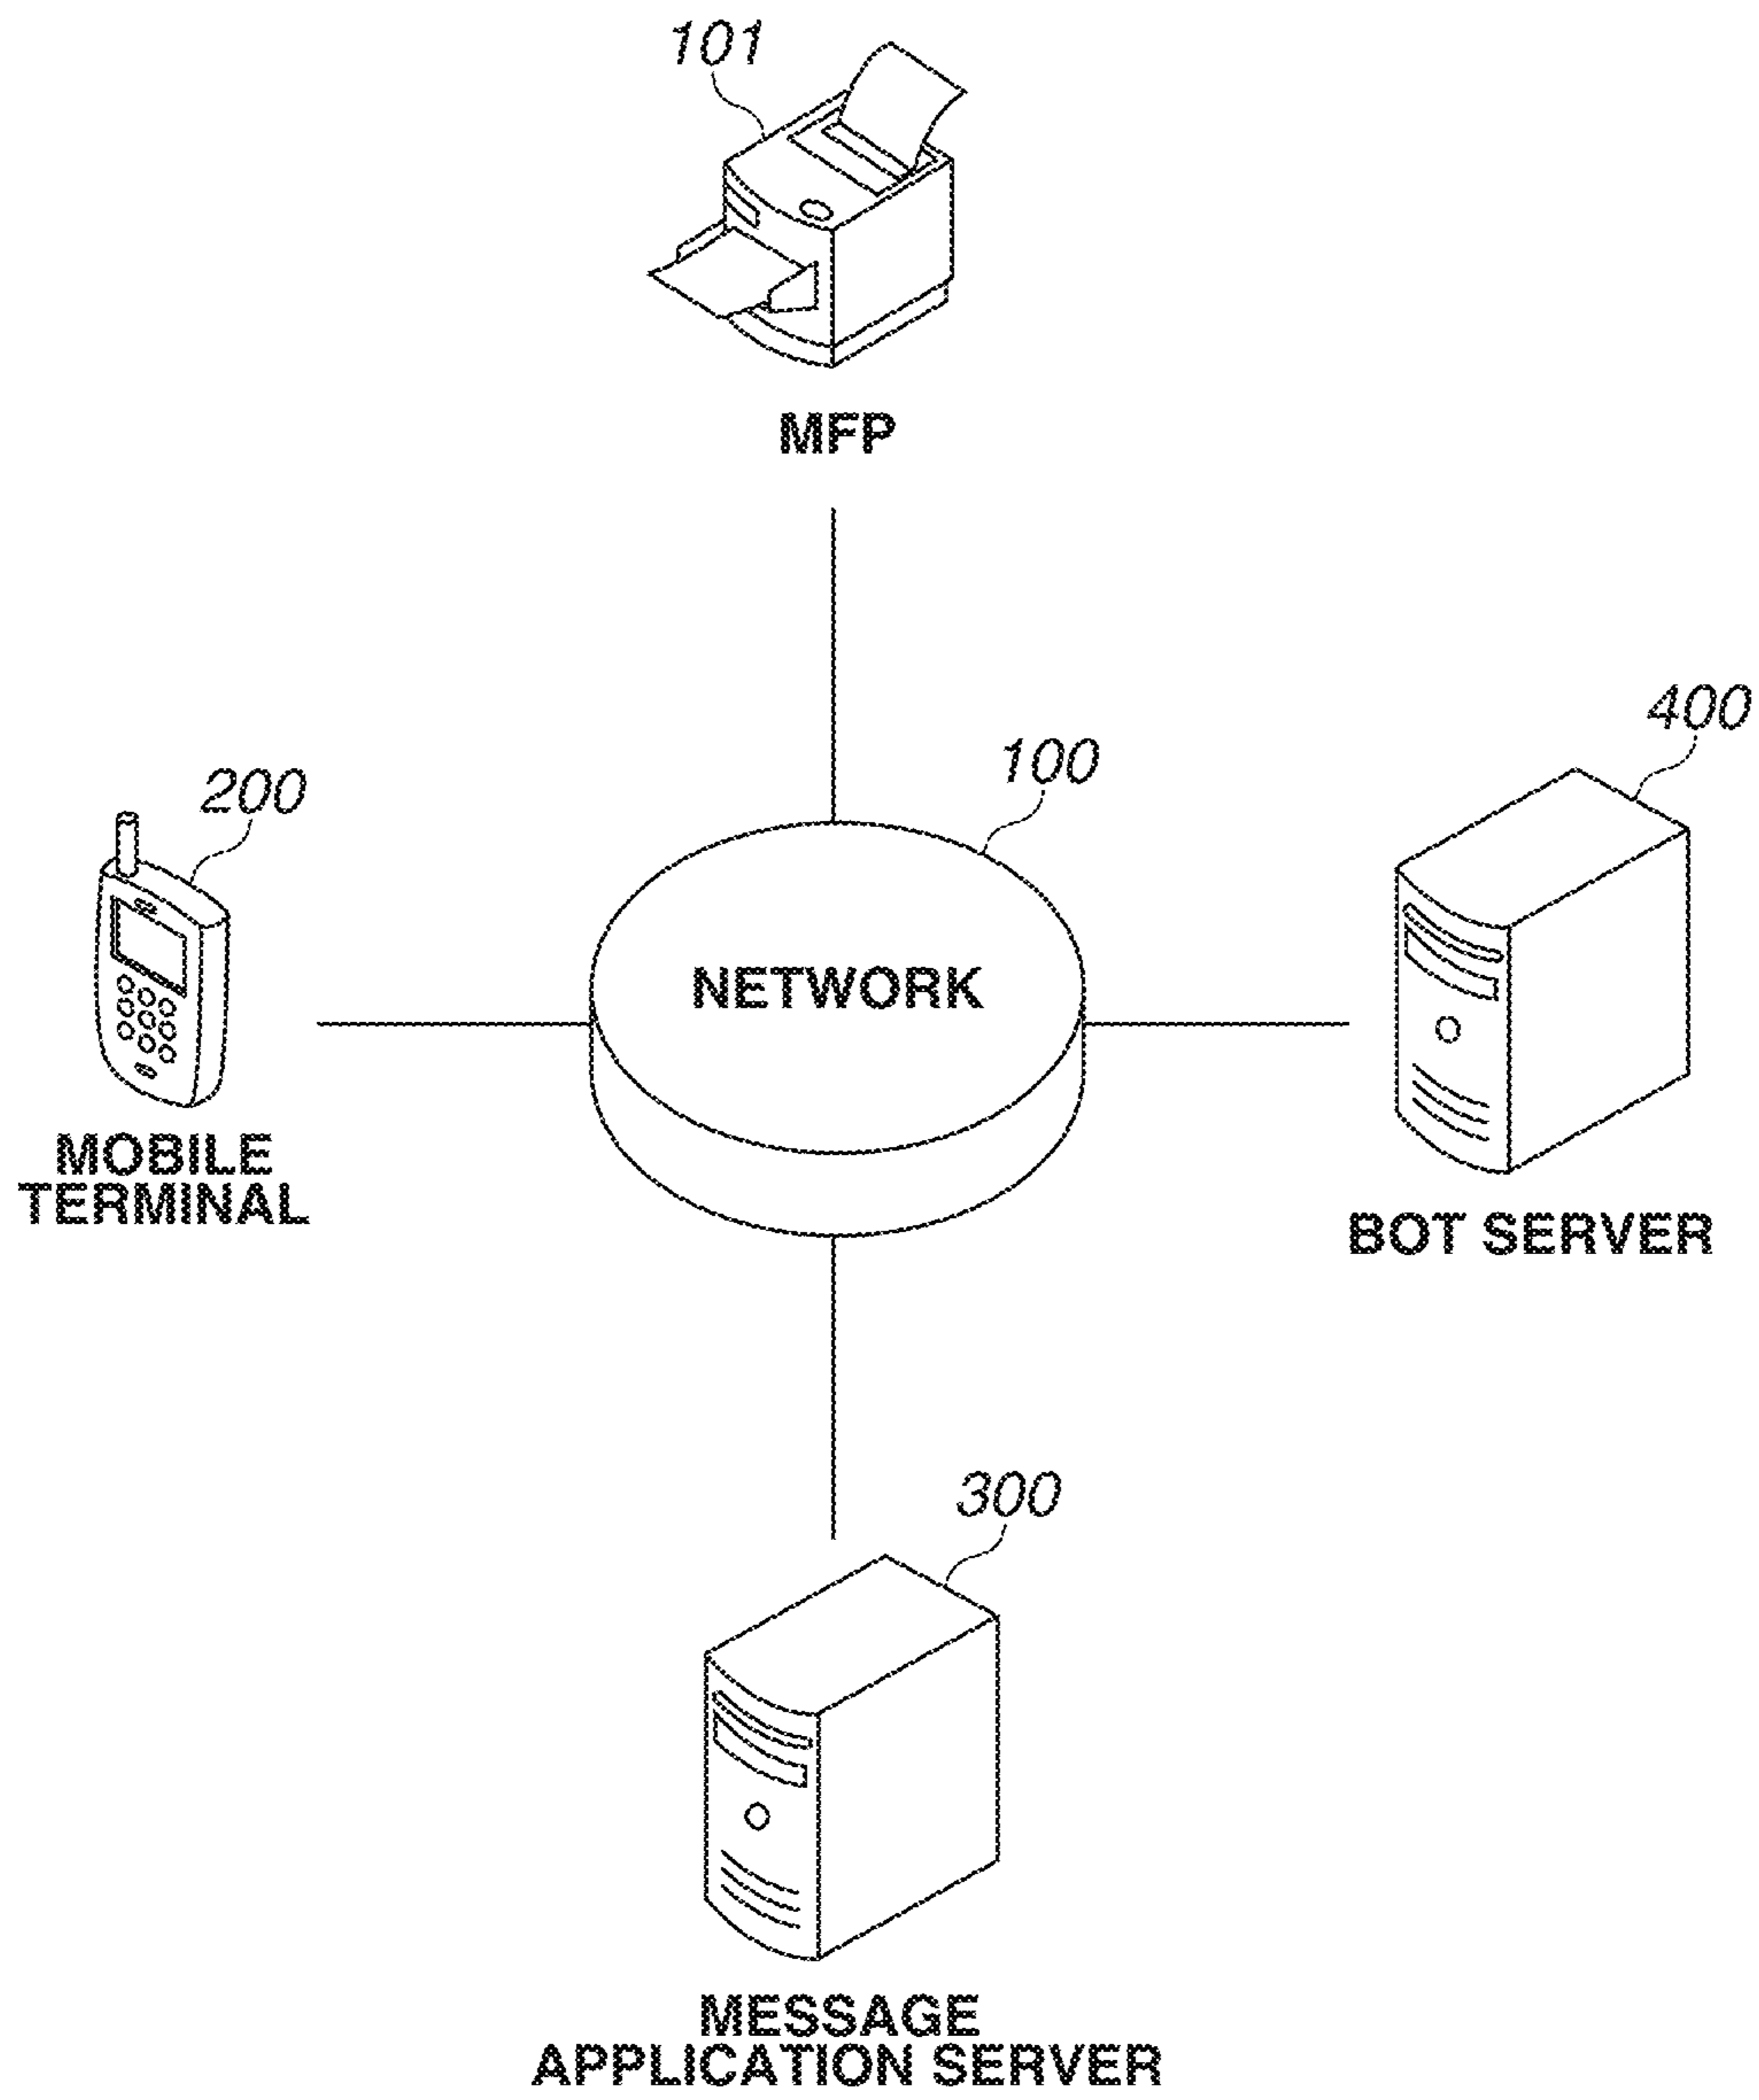 101
MFP
400
100
200
NETWORK
MOBILE
TERMINAL
BOT SERVER
300
MESSAGE
APPLICATION SERVER